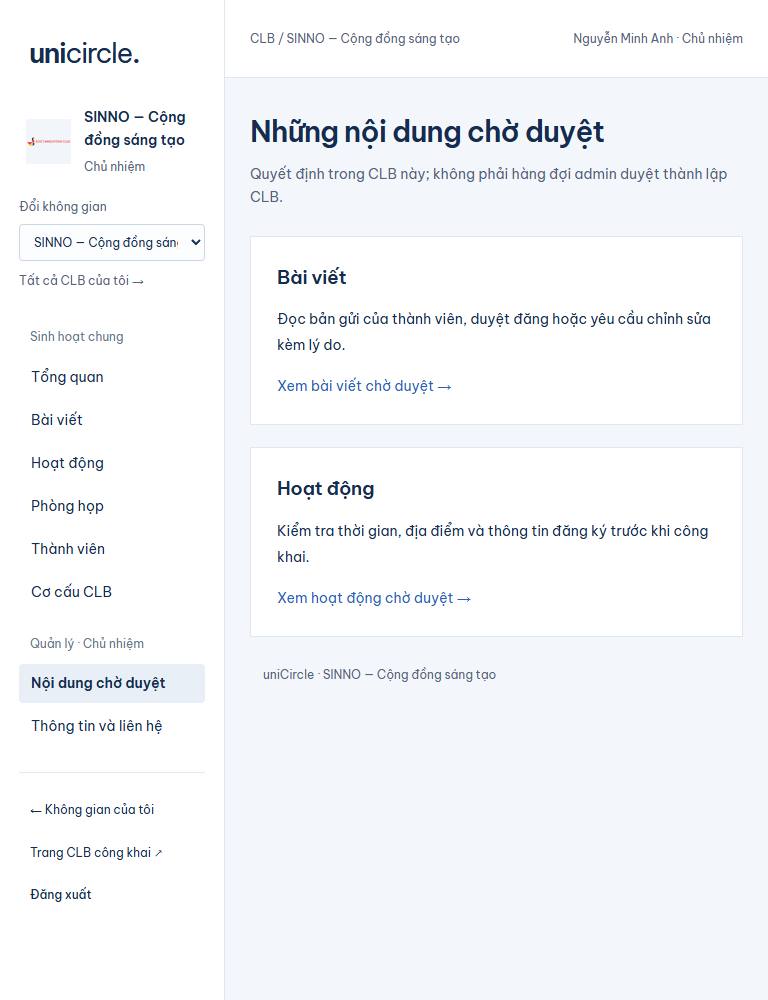 unicircle.
SINNO — Cộng
đồng sáng tạo
Chủ nhiệm
Đổi không gian
SINNO — Cộng đồng sán
Tất cả CLB của tôi →
Sinh hoạt chung
Tổng quan
Bài viết
Hoạt động
Phòng họp
Thành viên
Cơ cấu CLB
Quản lý · Chủ nhiệm
Nội dung chờ duyệt
Thông tin và liên hệ
← Không gian của tôi
Trang CLB công khai ↗
Đăng xuất
CLB / SINNO — Cộng đồng sáng tạo
Nguyễn Minh Anh · Chủ nhiệm
Những nội dung chờ duyệt
Quyết định trong CLB này; không phải hàng đợi admin duyệt thành lập
CLB.
Bài viết
Đọc bản gửi của thành viên, duyệt đăng hoặc yêu cầu chỉnh sửa
kèm lý do.
Xem bài viết chờ duyệt →
Hoạt động
Kiểm tra thời gian, địa điểm và thông tin đăng ký trước khi công
khai.
Xem hoạt động chờ duyệt →
uniCircle · SINNO — Cộng đồng sáng tạo